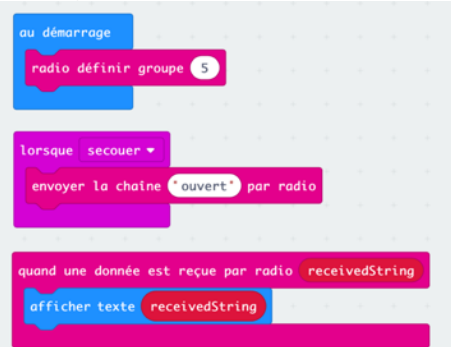 au démarrage
radio définir groupe 5
lorsque secouer
envoyer la chaîne "ouvert" par radio
quand une donnée est reçue par radio receivedString
afficher texte receivedString